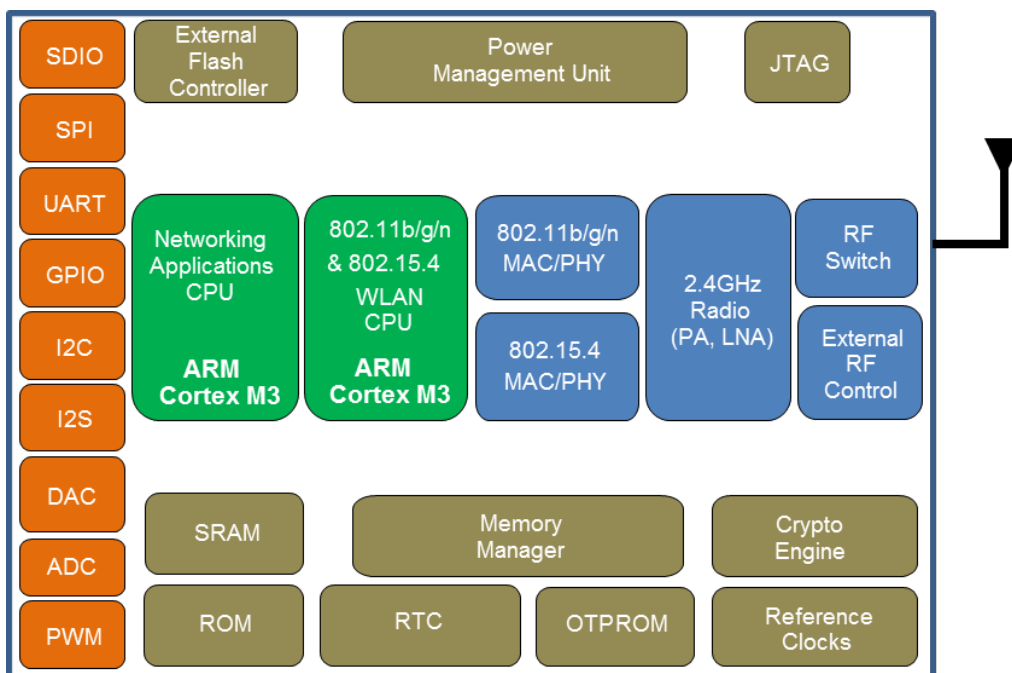 SDIO
SPI
UART
GPIO
I2C
I2S
DAC
ADC
PWM
External
Flash
Controller
Power
Management Unit
JTAG
Networking
Applications
CPU
ARM
Cortex M3
802.11b/g/n
& 802.15.4
WLAN
CPU
ARM
Cortex M3
802.11b/g/n
MAC/PHY
802.15.4
MAC/PHY
2.4GHz
Radio
(PA, LNA)
RF
Switch
External
RF
Control
SRAM
Memory
Manager
Crypto
Engine
ROM
RTC
OTPROM
Reference
Clocks